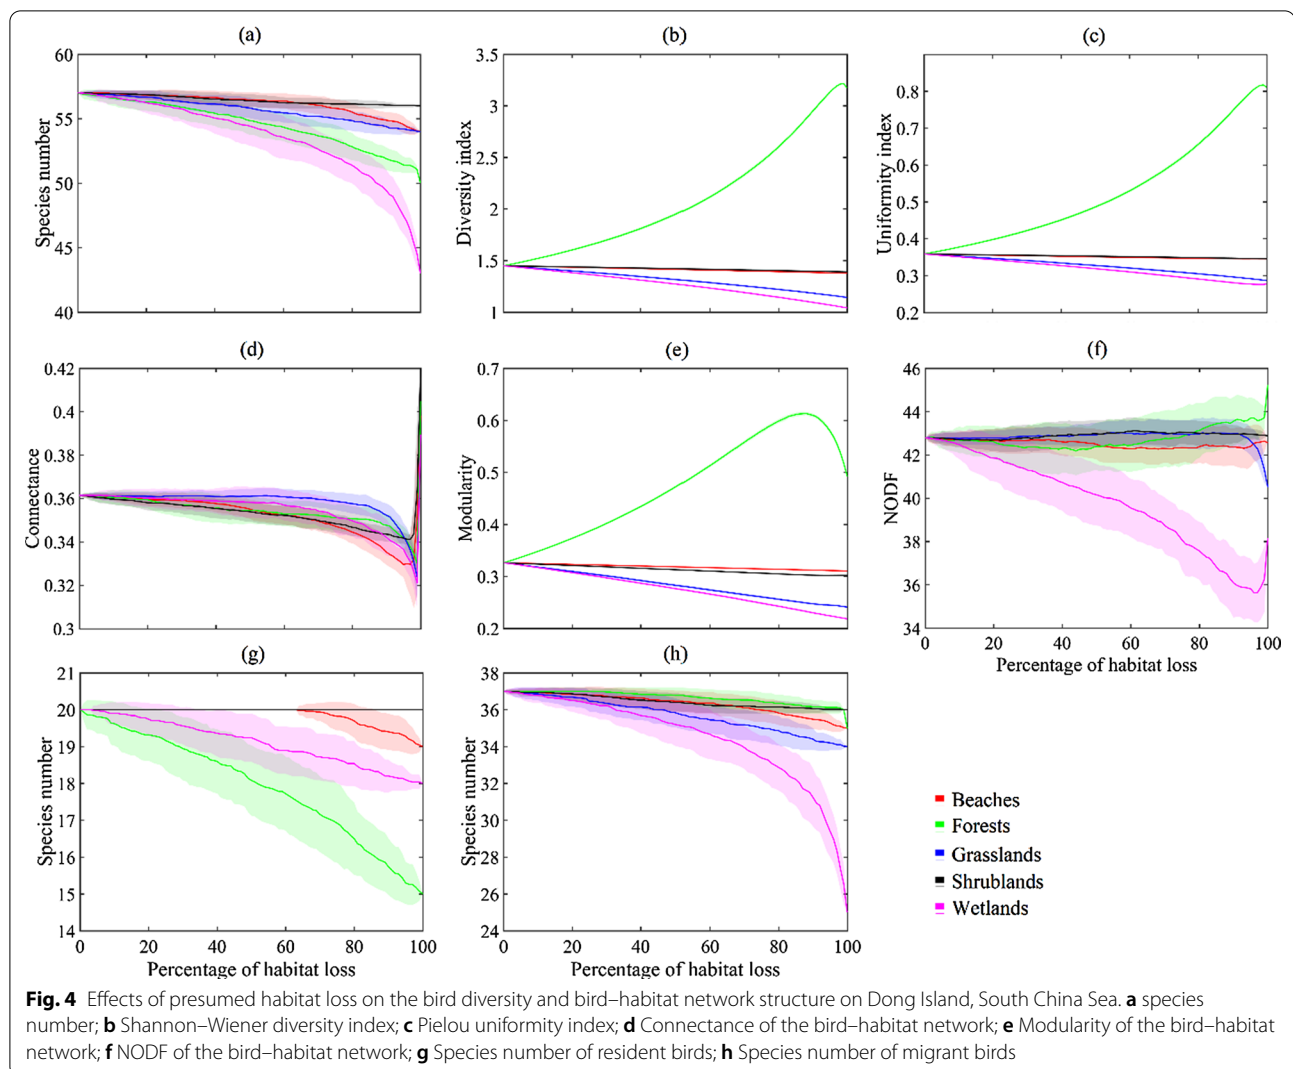 (a) (b) (c)
Species number
60
55
50
45
40
Diversity index
3.5
3
2.5
2
1.5
1
Uniformity index
0.8
0.7
0.6
0.5
0.4
0.3
0.2
(d) (e) (f)
Connectance
0.42
0.4
0.38
0.36
0.34
0.32
0.3
Modularity
0.7
0.6
0.5
0.4
0.3
0.2
NODF
46
44
42
40
38
36
34
0 20 40 60 80 100
Percentage of habitat loss
(g) (h)
Species number
21
20
19
18
17
16
15
14
0 20 40 60 80 100
Percentage of habitat loss
Species number
38
36
34
32
30
28
26
24
0 20 40 60 80 100
Percentage of habitat loss
Beaches
Forests
Grasslands
Shrublands
Wetlands
Fig. 4 Effects of presumed habitat loss on the bird diversity and bird–habitat network structure on Dong Island, South China Sea. a species
number; b Shannon–Wiener diversity index; c Pielou uniformity index; d Connectance of the bird–habitat network; e Modularity of the bird–habitat
network; f NODF of the bird–habitat network; g Species number of resident birds; h Species number of migrant birds